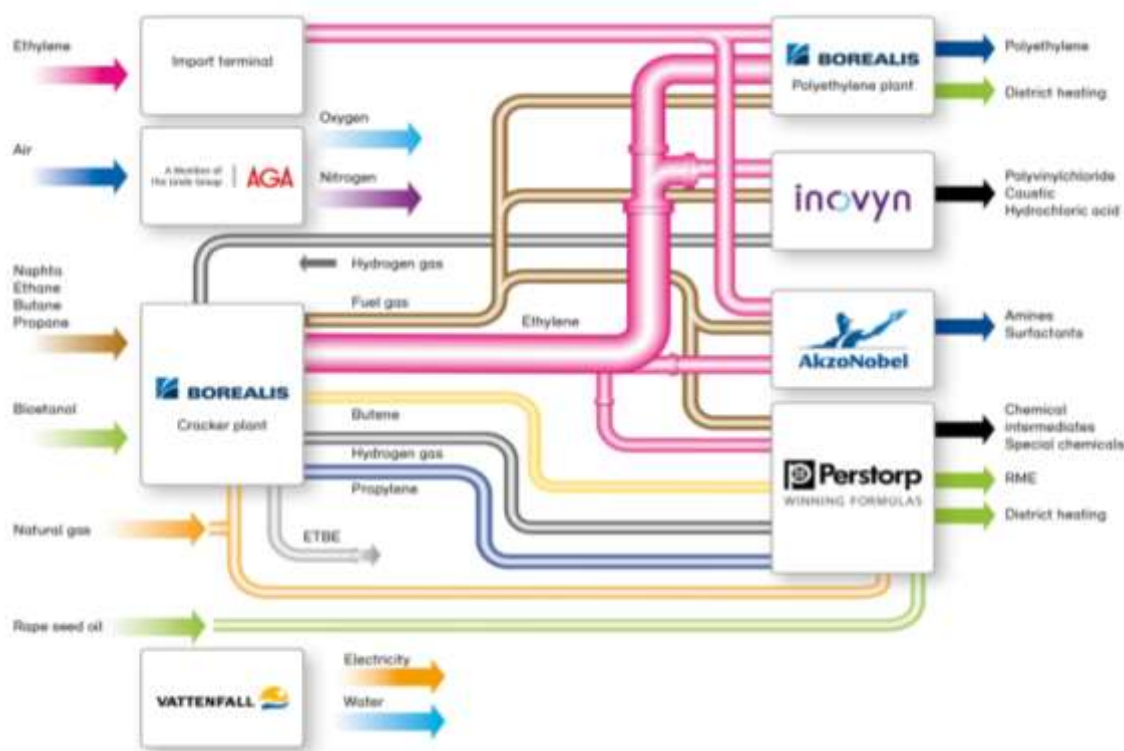 Ethylene
Import terminal
BOREALIS
Polyethylene plant
Polyethylene
District heating
Air
A Member of
the Linde Group
AGA
Oxygen
Nitrogen
inovyn
Polyvinylchloride
Caustic
Hydrochloric acid
Naphta
Ethane
Butane
Propane
Hydrogen gas
Fuel gas
Ethylene
AkzoNobel
Amines
Surfactants
Bioetanol
BOREALIS
Cracker plant
Butene
Hydrogen gas
Propylene
Perstorp
WINNING FORMULAS
Chemical
intermediates
Special chemicals
RME
District heating
Natural gas
ETBE
Rape seed oil
VATTENFALL
Electricity
Water